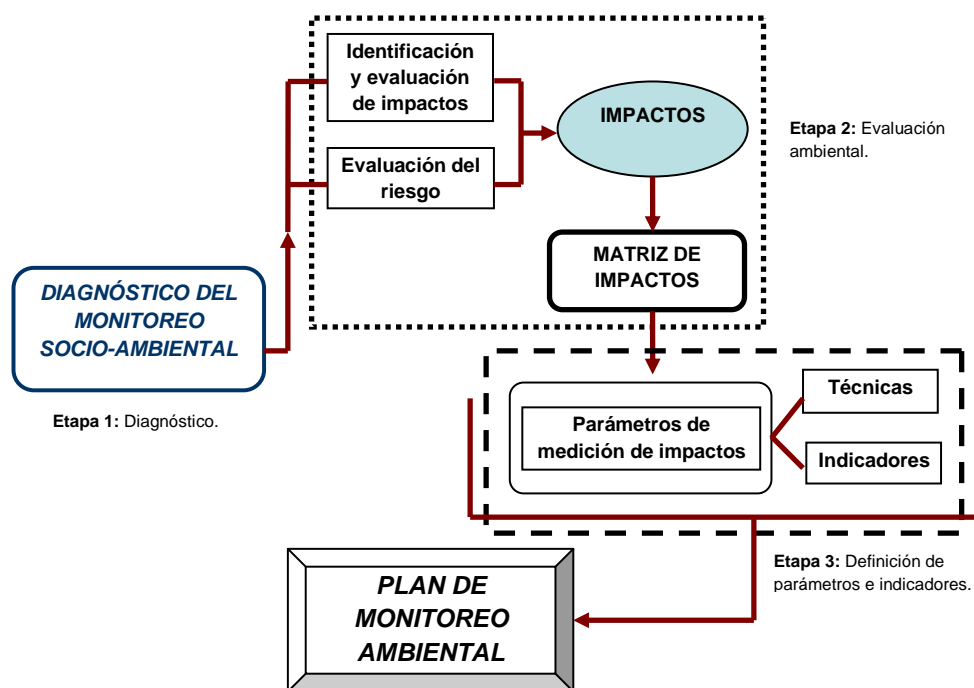 Identificación
y evaluación
de impactos
IMPACTOS
Etapa 2: Evaluación
ambiental.
Evaluación del
riesgo
MATRIZ DE
IMPACTOS
DIAGNÓSTICO DEL
MONITOREO
SOCIO-AMBIENTAL
Etapa 1: Diagnóstico.
Parámetros de
medición de impactos
Técnicas
Indicadores
Etapa 3: Definición de
parámetros e indicadores.
PLAN DE
MONITOREO
AMBIENTAL